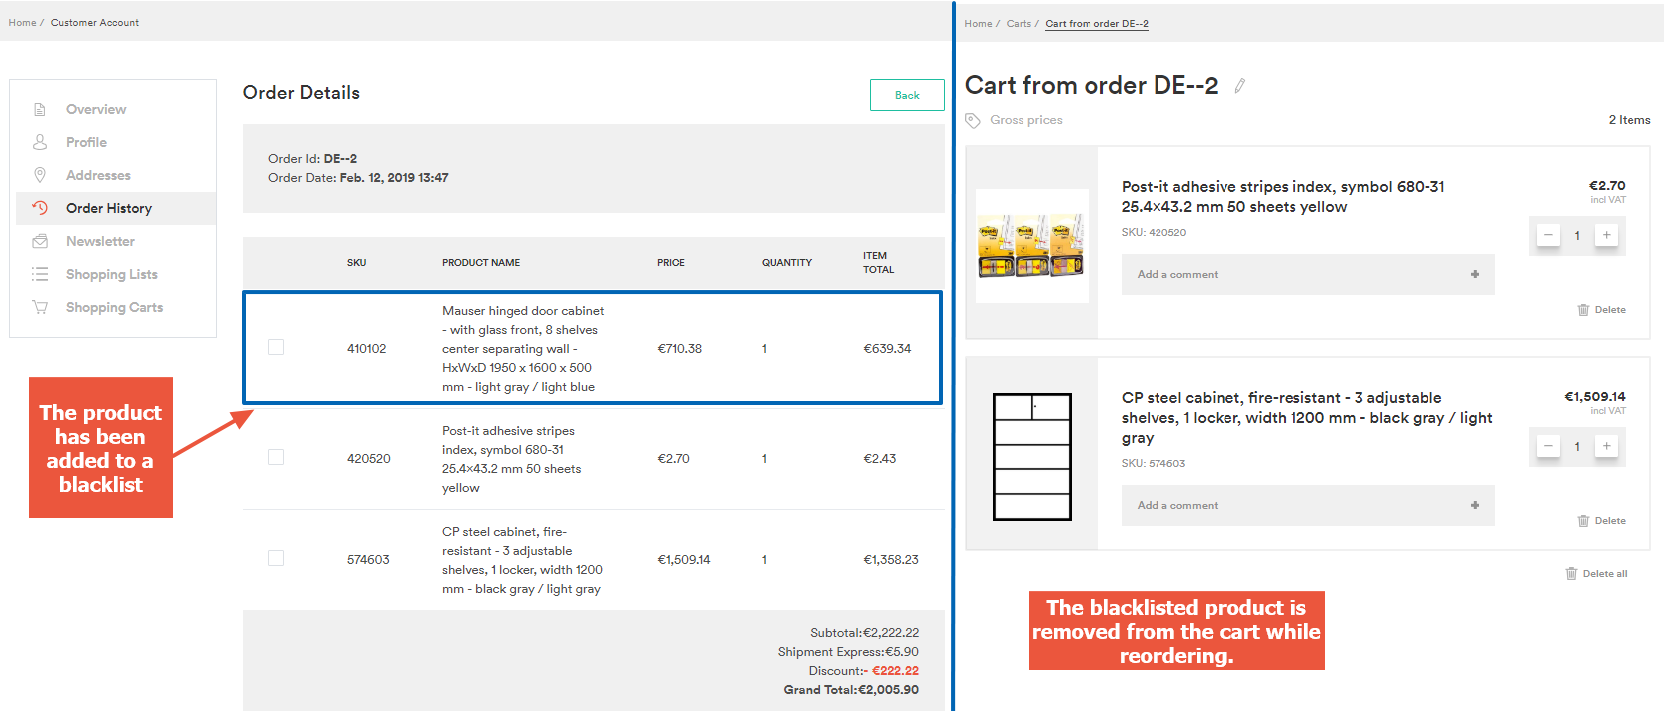 Home / Customer Account
Overview
Profile
Addresses
Order History
Newsletter
Shopping Lists
Shopping Carts
The product
has been
added to a
blacklist
Order Details
Back
Order Id: DE--2
Order Date: Feb. 12, 2019 13:47
SKU PRODUCT NAME PRICE QUANTITY ITEM
TOTAL
Mauser hinged door cabinet
- with glass front, 8 shelves
410102 center separating wall - €710.38 1 €639.34
HxWxD 1950 x 1600 x 500
mm - light gray / light blue
Post-it adhesive stripes
420520 index, symbol 680-31 €2.70 1 €2.43
25.4×43.2 mm 50 sheets
yellow
CP steel cabinet, fire-
resistant - 3 adjustable
574603 shelves, 1 locker, width 1200 €1,509.14 1 €1,358.23
mm - black gray / light gray
Subtotal:€2,222.22
Shipment Express:€5.90
Discount:- €222.22
Grand Total:€2,005.90
Home / Carts / Cart from order DE--2
Cart from order DE--2
Gross prices
2 Items
Post-it adhesive stripes index, symbol 680-31
25.4×43.2 mm 50 sheets yellow
SKU: 420520
Add a comment +
€2.70
incl VAT
− 1 +
Delete
Post-it Post-it Post-it
CP steel cabinet, fire-resistant - 3 adjustable
shelves, 1 locker, width 1200 mm - black gray / light
gray
SKU: 574603
Add a comment +
€1,509.14
incl VAT
− 1 +
Delete
Delete all
The blacklisted product is
removed from the cart while
reordering.